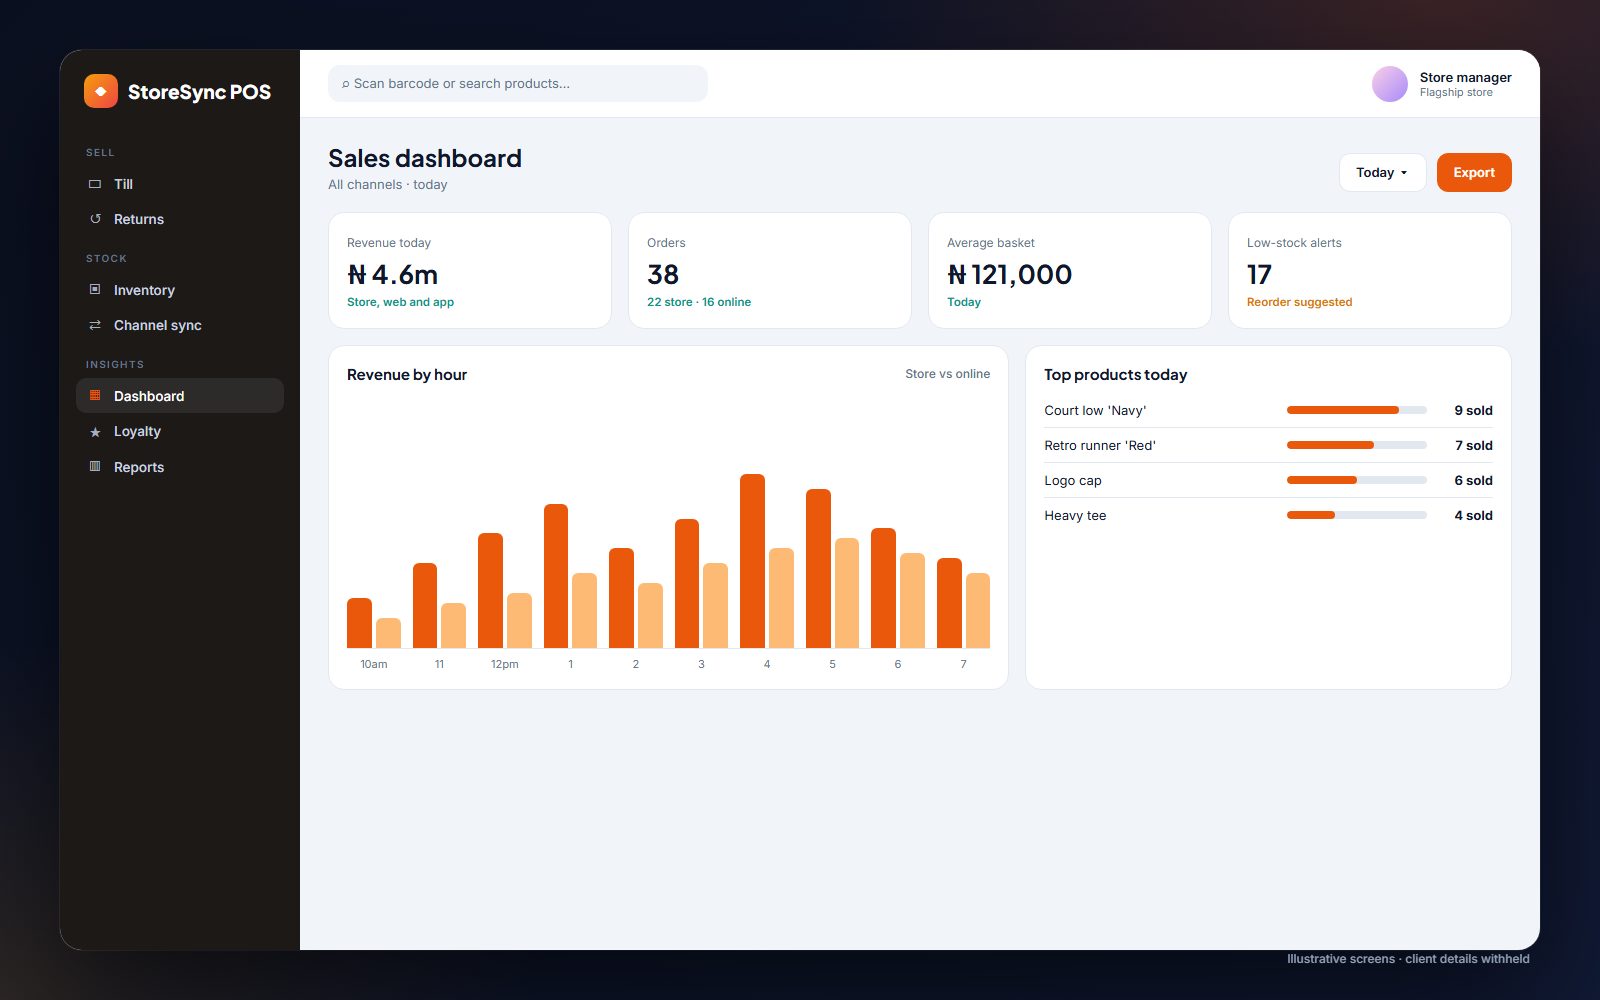 StoreSync POS
Scan barcode or search products...
Store manager
Flagship store
SELL
Till
Returns
STOCK
Inventory
Channel sync
INSIGHTS
Dashboard
Loyalty
Reports
Sales dashboard
All channels · today
Today
Export
Revenue today
₦ 4.6m
Store, web and app
Orders
38
22 store · 16 online
Average basket
₦ 121,000
Today
Low-stock alerts
17
Reorder suggested
Revenue by hour
Store vs online
10am 11 12pm 1 2 3 4 5 6 7
Top products today
Court low 'Navy' 9 sold
Retro runner 'Red' 7 sold
Logo cap 6 sold
Heavy tee 4 sold
Illustrative screens · client details withheld